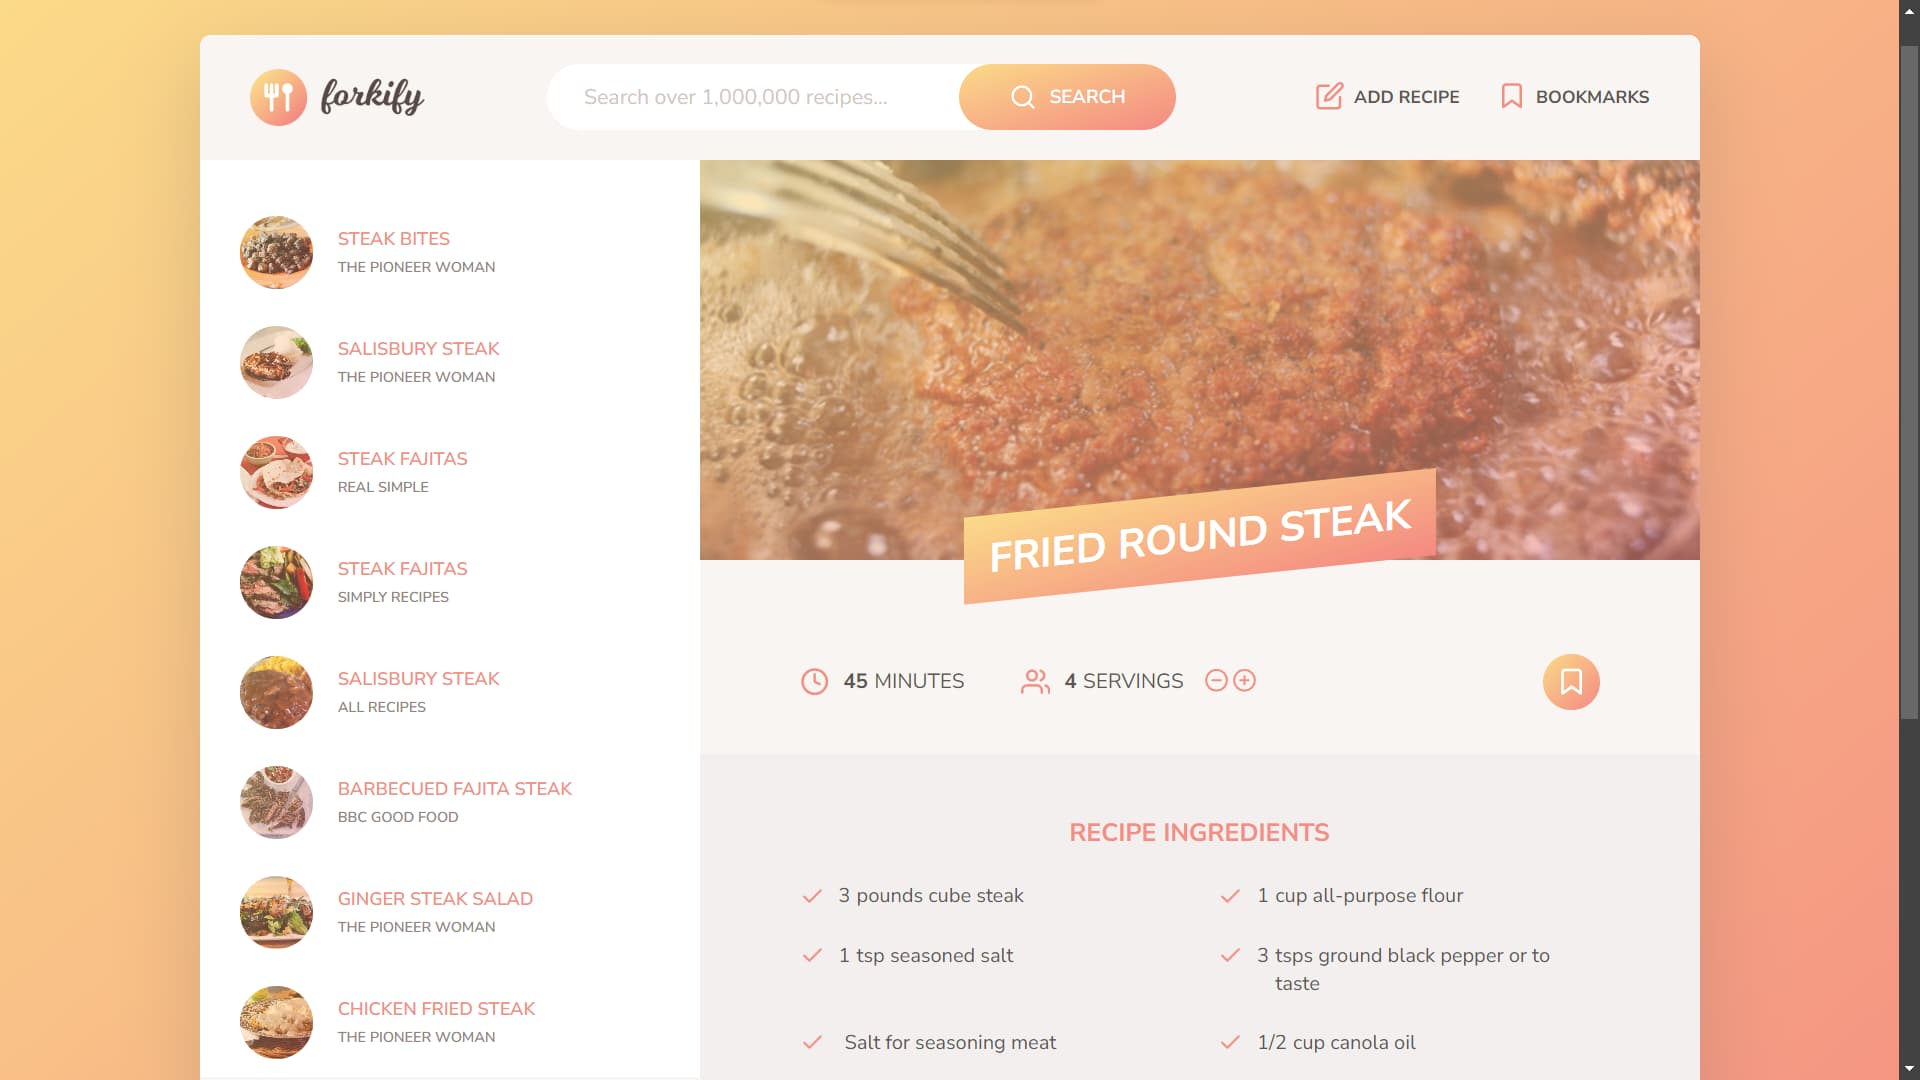 forkify
Search over 1,000,000 recipes...
SEARCH
ADD RECIPE
BOOKMARKS
STEAK BITES
THE PIONEER WOMAN
SALISBURY STEAK
THE PIONEER WOMAN
STEAK FAJITAS
REAL SIMPLE
STEAK FAJITAS
SIMPLY RECIPES
SALISBURY STEAK
ALL RECIPES
BARBECUED FAJITA STEAK
BBC GOOD FOOD
GINGER STEAK SALAD
THE PIONEER WOMAN
CHICKEN FRIED STEAK
THE PIONEER WOMAN
FRIED ROUND STEAK
45 MINUTES
4 SERVINGS
RECIPE INGREDIENTS
3 pounds cube steak
1 cup all-purpose flour
1 tsp seasoned salt
3 tsps ground black pepper or to
taste
Salt for seasoning meat
1/2 cup canola oil